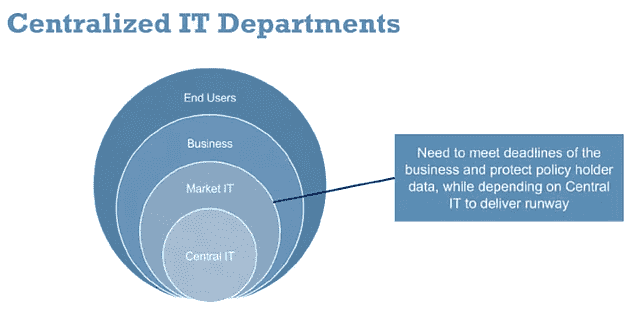 Centralized IT Departments
End Users
Business
Market IT
Central IT
Need to meet deadlines of the
business and protect policy holder
data, while depending on Central
IT to deliver runway